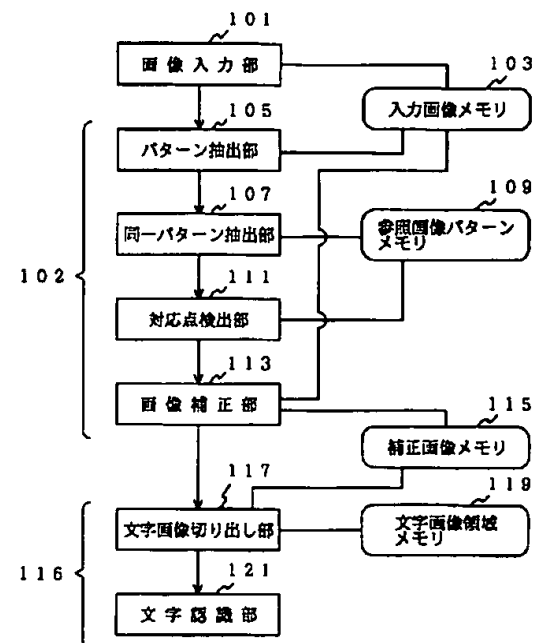 101
画像入力部
103
入力画像メモリ
105
パターン抽出部
107
同一パターン抽出部
109
参照画像パターン
メモリ
102
111
対応点検出部
113
画像補正部
115
補正画像メモリ
117
文字画像切り出し部
119
文字画像領域
メモリ
116
121
文字認識部